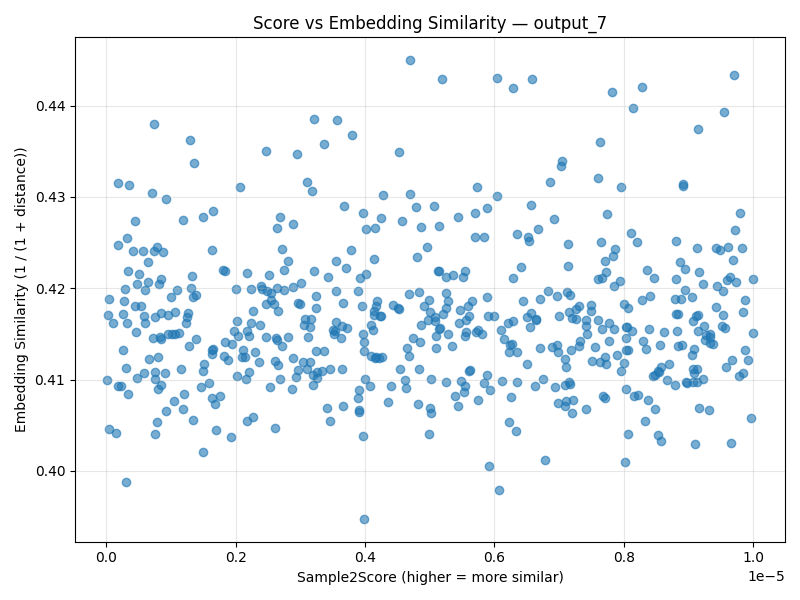 Score vs Embedding Similarity — output_7
Embedding Similarity (1 / (1 + distance))
0.44
0.43
0.42
0.41
0.40
0.0 0.2 0.4 0.6 0.8 1.0
1e−5
Sample2Score (higher = more similar)